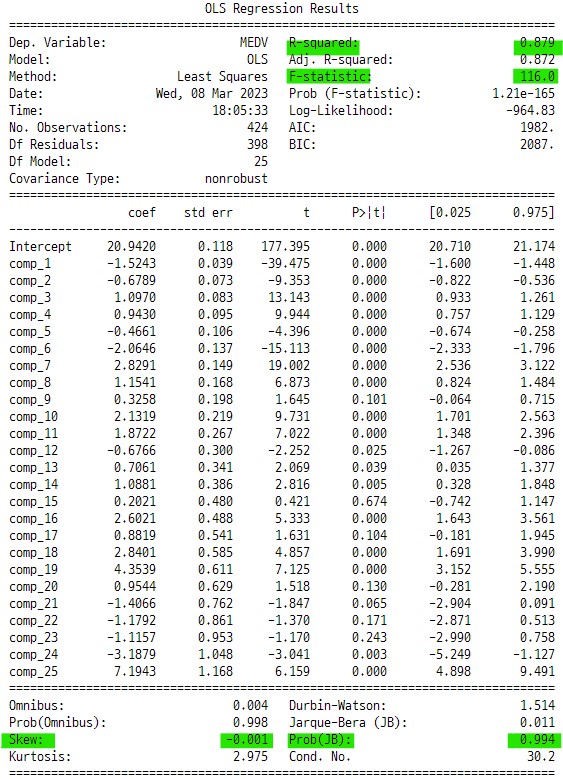 OLS Regression Results
==============================================================================
Dep. Variable: MEDV R-squared: 0.879
Model: OLS Adj. R-squared: 0.872
Method: Least Squares F-statistic: 116.0
Date: Wed, 08 Mar 2023 Prob (F-statistic): 1.21e-165
Time: 18:05:33 Log-Likelihood: -964.83
No. Observations: 424 AIC: 1982.
Df Residuals: 398 BIC: 2087.
Df Model: 25
Covariance Type: nonrobust
==============================================================================
coef std err t P>|t| [0.025 0.975]
------------------------------------------------------------------------------
Intercept 20.9420 0.118 177.395 0.000 20.710 21.174
comp_1 -1.5243 0.039 -39.475 0.000 -1.600 -1.448
comp_2 -0.6789 0.073 -9.353 0.000 -0.822 -0.536
comp_3 1.0970 0.083 13.143 0.000 0.933 1.261
comp_4 0.9430 0.095 9.944 0.000 0.757 1.129
comp_5 -0.4661 0.106 -4.396 0.000 -0.674 -0.258
comp_6 -2.0646 0.137 -15.113 0.000 -2.333 -1.796
comp_7 2.8291 0.149 19.002 0.000 2.536 3.122
comp_8 1.1541 0.168 6.873 0.000 0.824 1.484
comp_9 0.3258 0.198 1.645 0.101 -0.064 0.715
comp_10 2.1319 0.219 9.731 0.000 1.701 2.563
comp_11 1.8722 0.267 7.022 0.000 1.348 2.396
comp_12 -0.6766 0.300 -2.252 0.025 -1.267 -0.086
comp_13 0.7061 0.341 2.069 0.039 0.035 1.377
comp_14 1.0881 0.386 2.816 0.005 0.328 1.848
comp_15 0.2021 0.480 0.421 0.674 -0.742 1.147
comp_16 2.6021 0.488 5.333 0.000 1.643 3.561
comp_17 0.8819 0.541 1.631 0.104 -0.181 1.945
comp_18 2.8401 0.585 4.857 0.000 1.691 3.990
comp_19 4.3539 0.611 7.125 0.000 3.152 5.555
comp_20 0.9544 0.629 1.518 0.130 -0.281 2.190
comp_21 -1.4066 0.762 -1.847 0.065 -2.904 0.091
comp_22 -1.1792 0.861 -1.370 0.171 -2.871 0.513
comp_23 -1.1157 0.953 -1.170 0.243 -2.990 0.758
comp_24 -3.1879 1.048 -3.041 0.003 -5.249 -1.127
comp_25 7.1943 1.168 6.159 0.000 4.898 9.491
==============================================================================
Omnibus: 0.004 Durbin-Watson: 1.514
Prob(Omnibus): 0.998 Jarque-Bera (JB): 0.011
Skew: -0.001 Prob(JB): 0.994
Kurtosis: 2.975 Cond. No. 30.2
==============================================================================